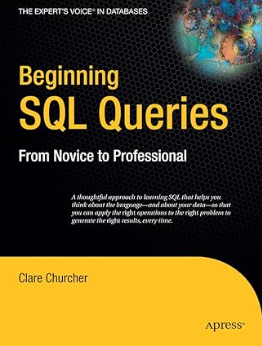 THE EXPERT'S VOICE® IN DATABASES
Beginning
SQL Queries
From Novice to Professional
A thoughtful approach to learning SQL that helps you
think about the language—and about your data—so that
you can apply the right operations to the right problem to
generate the right results, every time.
Clare Churcher
Apress®